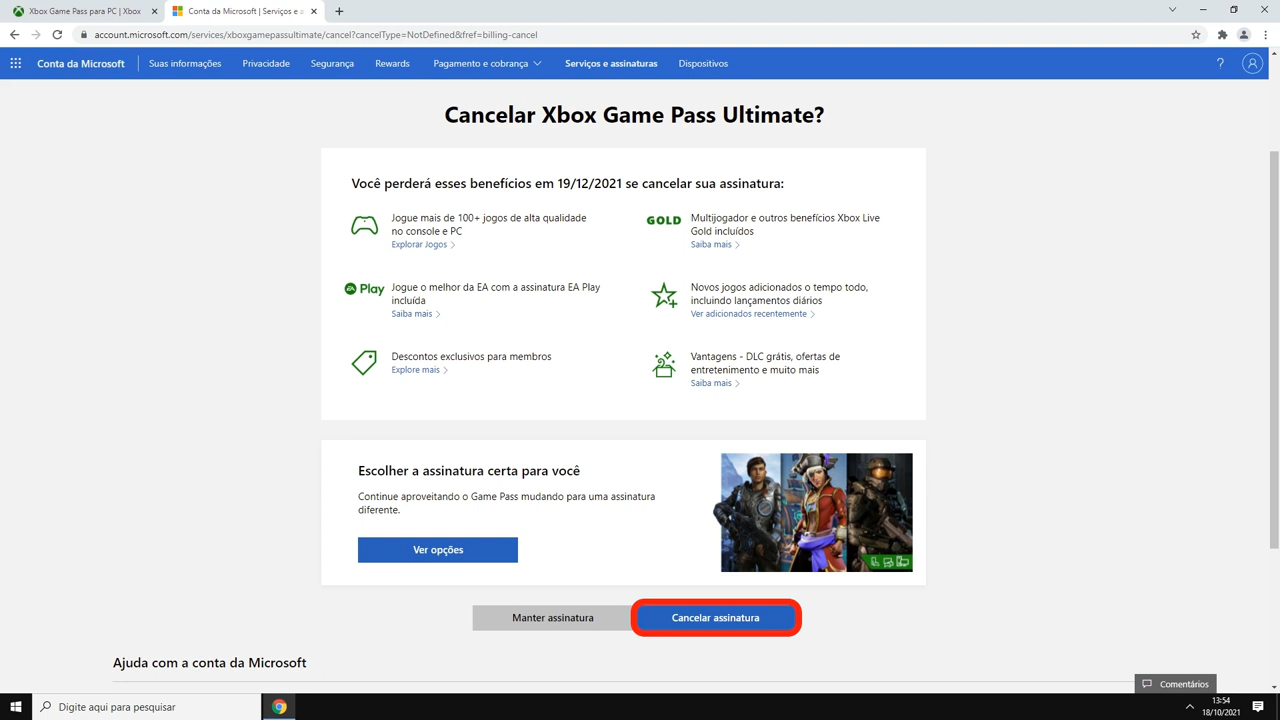 Xbox Game Pass para PC | Xbox
Conta da Microsoft | Serviços e a
account.microsoft.com/services/xboxgamepassultimate/cancel?cancelType=NotDefined&fref=billing-cancel
Conta da Microsoft
Suas informações
Privacidade
Segurança
Rewards
Pagamento e cobrança
Serviços e assinaturas
Dispositivos
?
Cancelar Xbox Game Pass Ultimate?
Você perderá esses benefícios em 19/12/2021 se cancelar sua assinatura:
Jogue mais de 100+ jogos de alta qualidade
no console e PC
Explorar Jogos
GOLD
Multijogador e outros benefícios Xbox Live
Gold incluídos
Saiba mais
EA Play
Jogue o melhor da EA com a assinatura EA Play
incluída
Saiba mais
Novos jogos adicionados o tempo todo,
incluindo lançamentos diários
Ver adicionados recentemente
Descontos exclusivos para membros
Explore mais
Vantagens - DLC grátis, ofertas de
entretenimento e muito mais
Saiba mais
Escolher a assinatura certa para você
Continue aproveitando o Game Pass mudando para uma assinatura
diferente.
Ver opções
Manter assinatura
Cancelar assinatura
Ajuda com a conta da Microsoft
Comentários
Digite aqui para pesquisar
13:54
18/10/2021